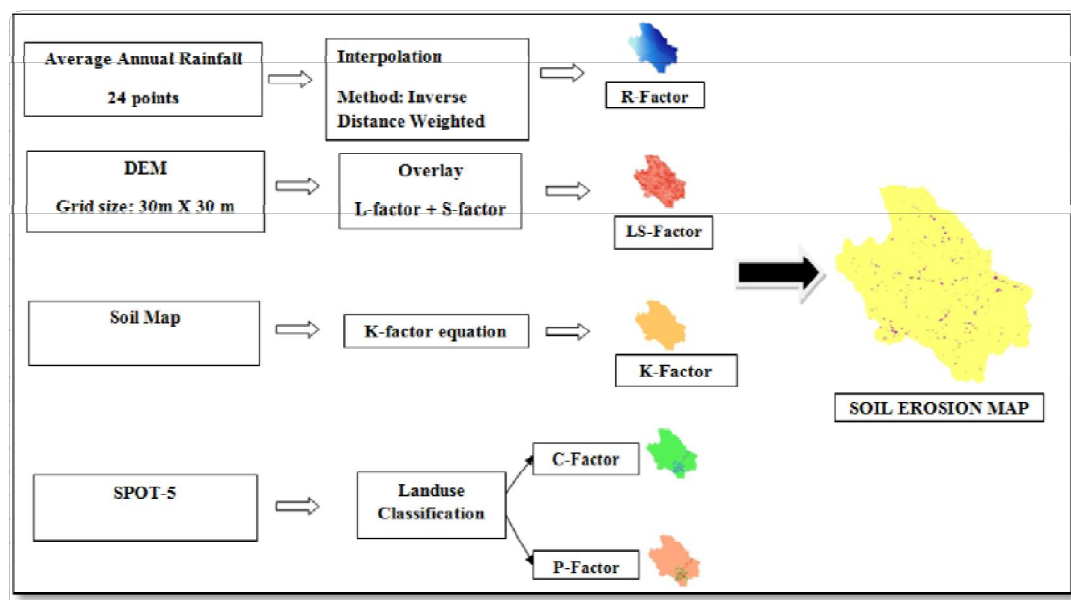 Average Annual Rainfall
24 points
Interpolation
Method: Inverse
Distance Weighted
R-Factor
DEM
Grid size: 30m X 30 m
Overlay
L-factor + S-factor
LS-Factor
Soil Map
K-factor equation
K-Factor
SOIL EROSION MAP
SPOT-5
Landuse
Classification
C-Factor
P-Factor